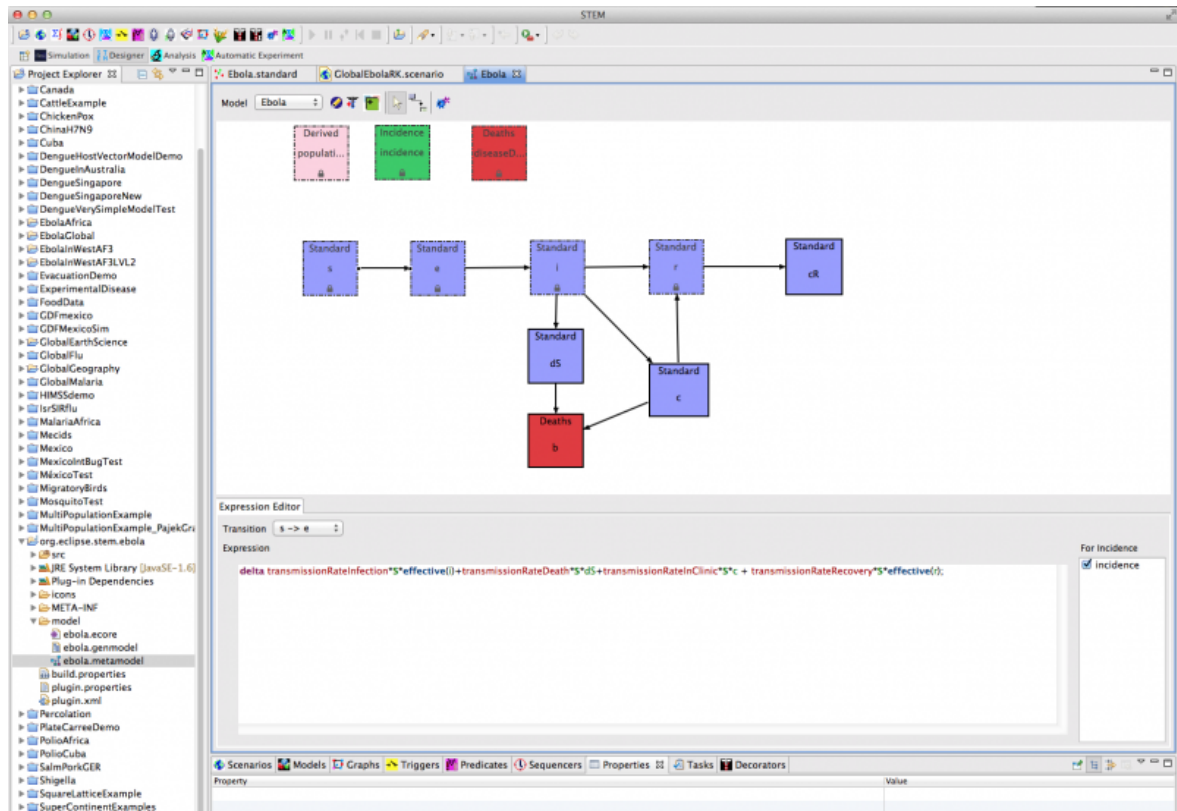 STEM
Simulation Designer Analysis Automatic Experiment
Project Explorer
Ebola.standard GlobalEbolaRK.scenario Ebola
Canada
CattleExample
ChickenPox
ChinaH7N9
Cuba
DengueHostVectorModelDemo
DengueInAustralia
DengueSingapore
DengueSingaporeNew
DengueVerySimpleModelTest
EbolaAfrica
EbolaGlobal
EbolaInWestAF3
EbolaInWestAF3LVL2
EvacuationDemo
ExperimentalDisease
FoodData
GDFmexico
GDFMexicoSim
GlobalEarthScience
GlobalFlu
GlobalGeography
GlobalMalaria
HIMSSdemo
IsrSIRflu
MalariaAfrica
Mecids
Mexico
MexicoIntBugTest
MéxicoTest
MigratoryBirds
MosquitoTest
MultiPopulationExample
MultiPopulationExample_PajekGra
org.eclipse.stem.ebola
src
JRE System Library [JavaSE-1.6]
Plug-in Dependencies
icons
META-INF
model
ebola.ecore
ebola.genmodel
ebola.metamodel
build.properties
plugin.properties
plugin.xml
Percolation
PlateCarreeDemo
PolioAfrica
PolioCuba
SalmPorkGER
Shigella
SquareLatticeExample
SuperContinentExamples
Model Ebola
Derived
populati...
Incidence
incidence
Deaths
diseaseD...
Standard
s
Standard
e
Standard
i
Standard
r
Standard
cR
Standard
dS
Standard
c
Deaths
b
Expression Editor
Transition s -> e
Expression
For Incidence
delta transmissionRateInfection*S*effective(i)+transmissionRateDeath*S*dS+transmissionRateInClinic*S*c + transmissionRateRecovery*S*effective(r);
incidence
Scenarios Models Graphs Triggers Predicates Sequencers Properties Tasks Decorators
Property Value